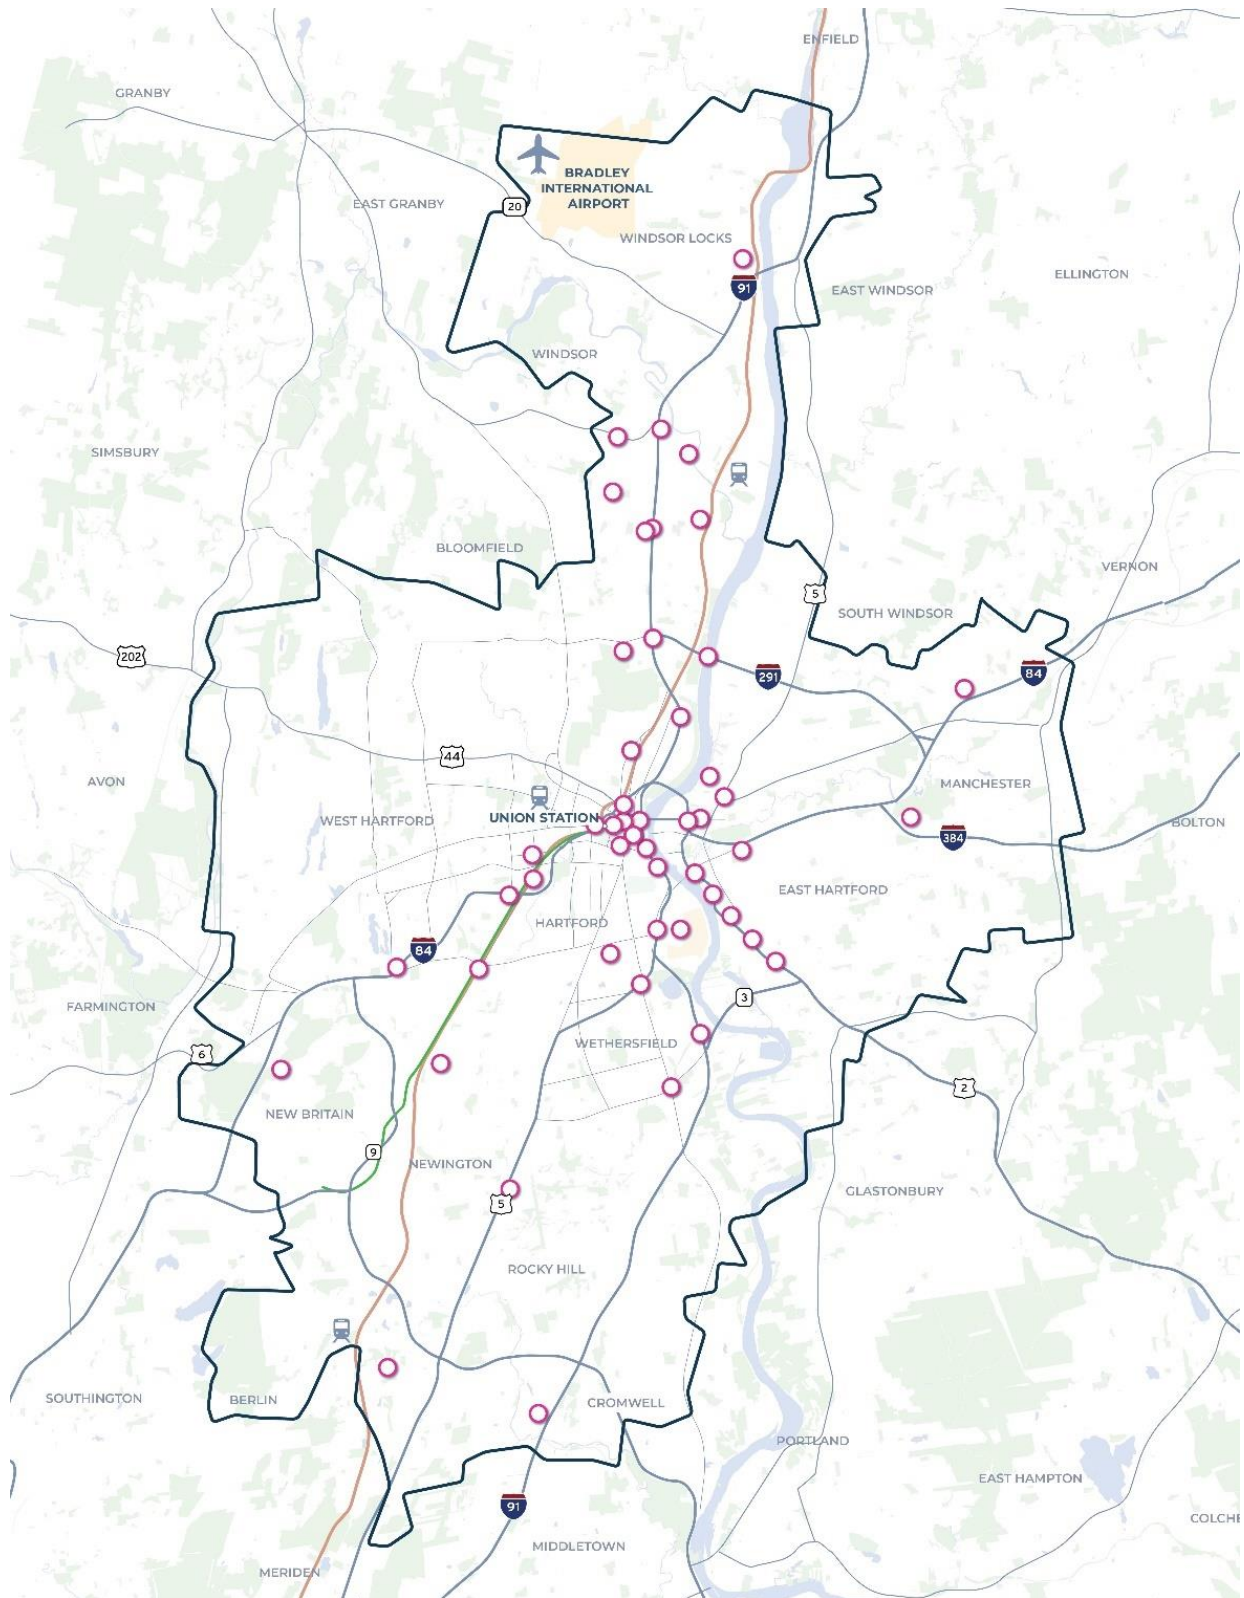 ENFIELD
GRANBY
BRADLEY
INTERNATIONAL
AIRPORT
EAST GRANBY
20
WINDSOR LOCKS
ELLINGTON
91
EAST WINDSOR
WINDSOR
SIMSBURY
BLOOMFIELD
VERNON
5
SOUTH WINDSOR
202
291
84
44
AVON
MANCHESTER
UNION STATION
WEST HARTFORD
BOLTON
384
EAST HARTFORD
HARTFORD
84
3
FARMINGTON
WETHERSFIELD
6
2
NEW BRITAIN
9
NEWINGTON
GLASTONBURY
5
ROCKY HILL
SOUTHINGTON
BERLIN
CROMWELL
PORTLAND
EAST HAMPTON
91
COLCHE
MIDDLETOWN
MERIDEN